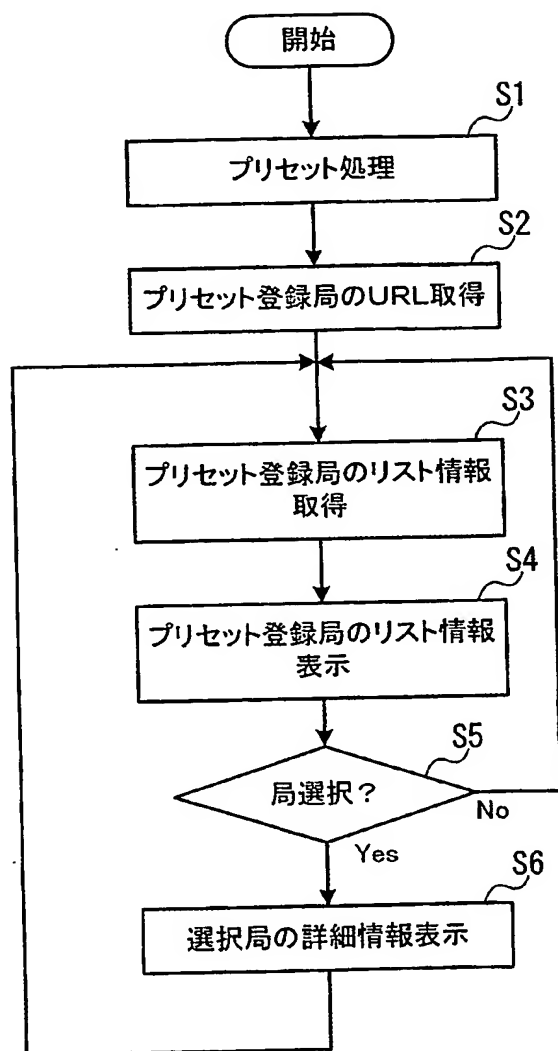 開始
S1
プリセット処理
S2
プリセット登録局のURL取得
S3
プリセット登録局のリスト情報
取得
S4
プリセット登録局のリスト情報
表示
S5
局選択?
No
Yes
S6
選択局の詳細情報表示